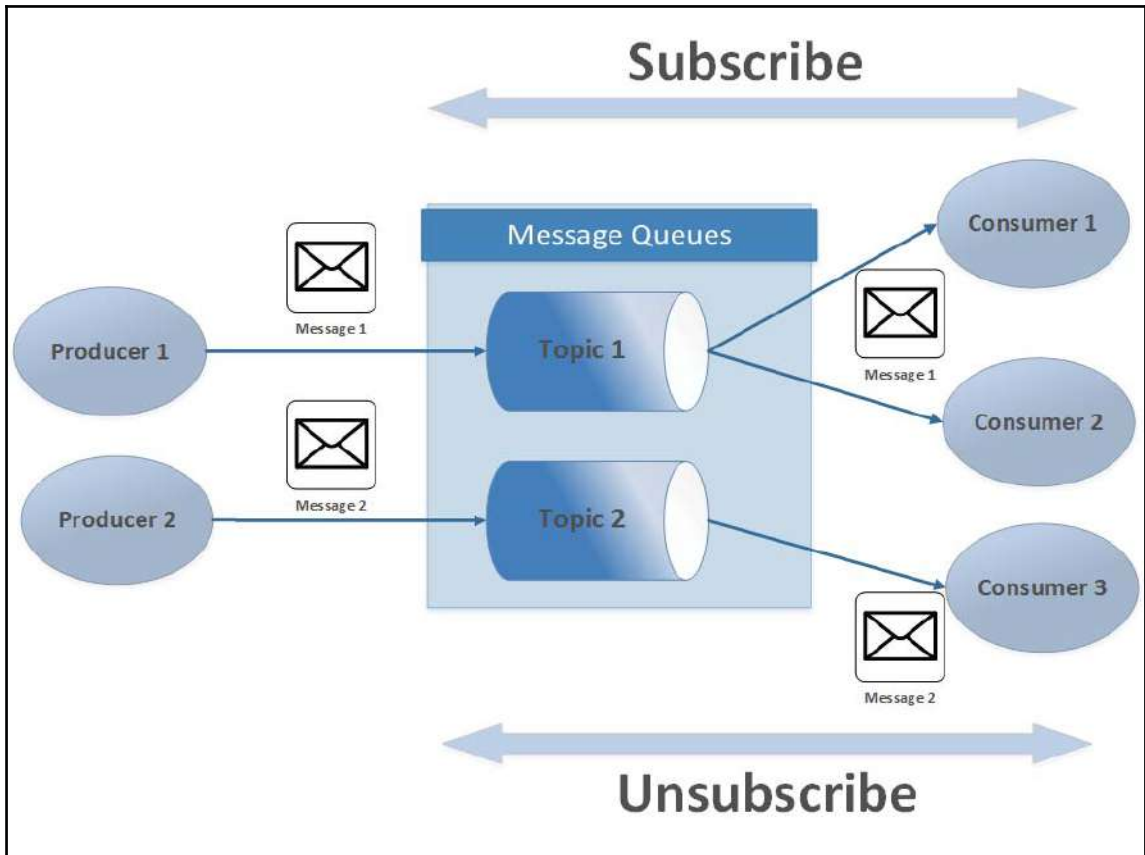 Subscribe
Message Queues
Consumer 1
Message 1
Producer 1
Topic 1
Message 1
Consumer 2
Message 2
Producer 2
Topic 2
Consumer 3
Message 2
Unsubscribe